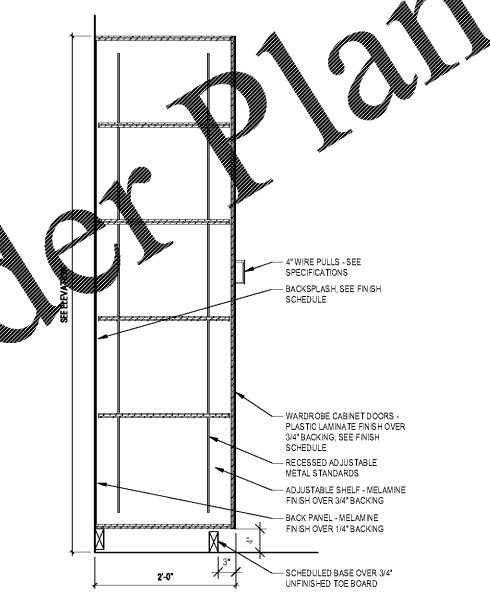 der Plan
SEE ELEVATION
4" WIRE PULLS - SEE
SPECIFICATIONS
BACKSPLASH, SEE FINISH
SCHEDULE
WARDROBE CABINET DOORS -
PLASTIC LAMINATE FINISH OVER
3/4" BACKING; SEE FINISH
SCHEDULE
RECESSED ADJUSTABLE
METAL STANDARDS
ADJUSTABLE SHELF - MELAMINE
FINISH OVER 3/4" BACKING
BACK PANEL - MELAMINE
FINISH OVER 1/4" BACKING
4"
3"
2'-0"
SCHEDULED BASE OVER 3/4"
UNFINISHED TOE BOARD